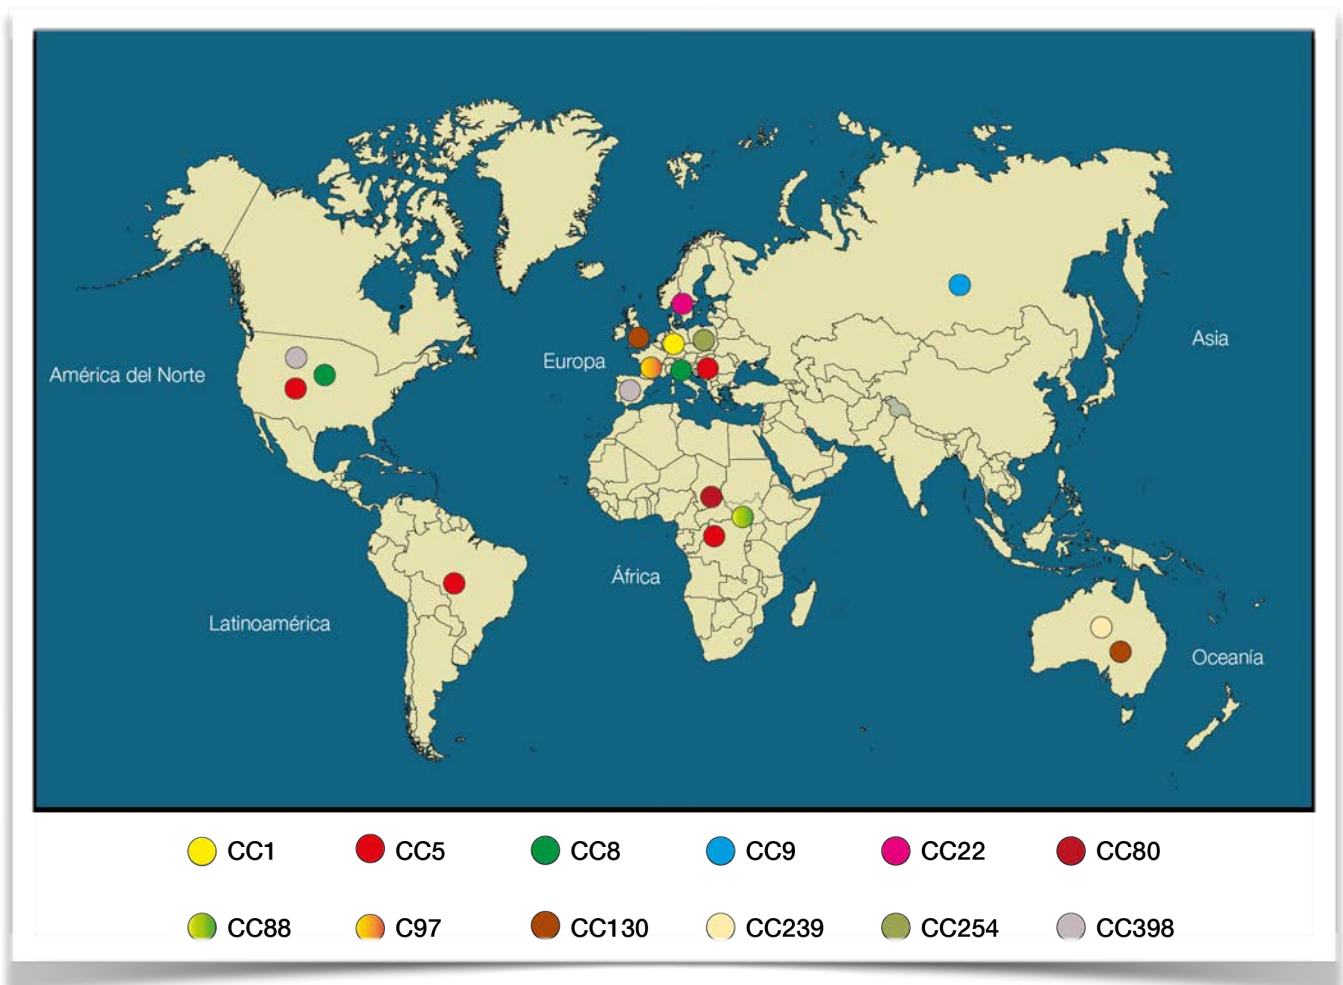 Asia
Europa
América del Norte
África
Latinoamérica
Oceanía
CC1
CC5
CC8
CC9
CC22
CC80
CC88
C97
CC130
CC239
CC254
CC398